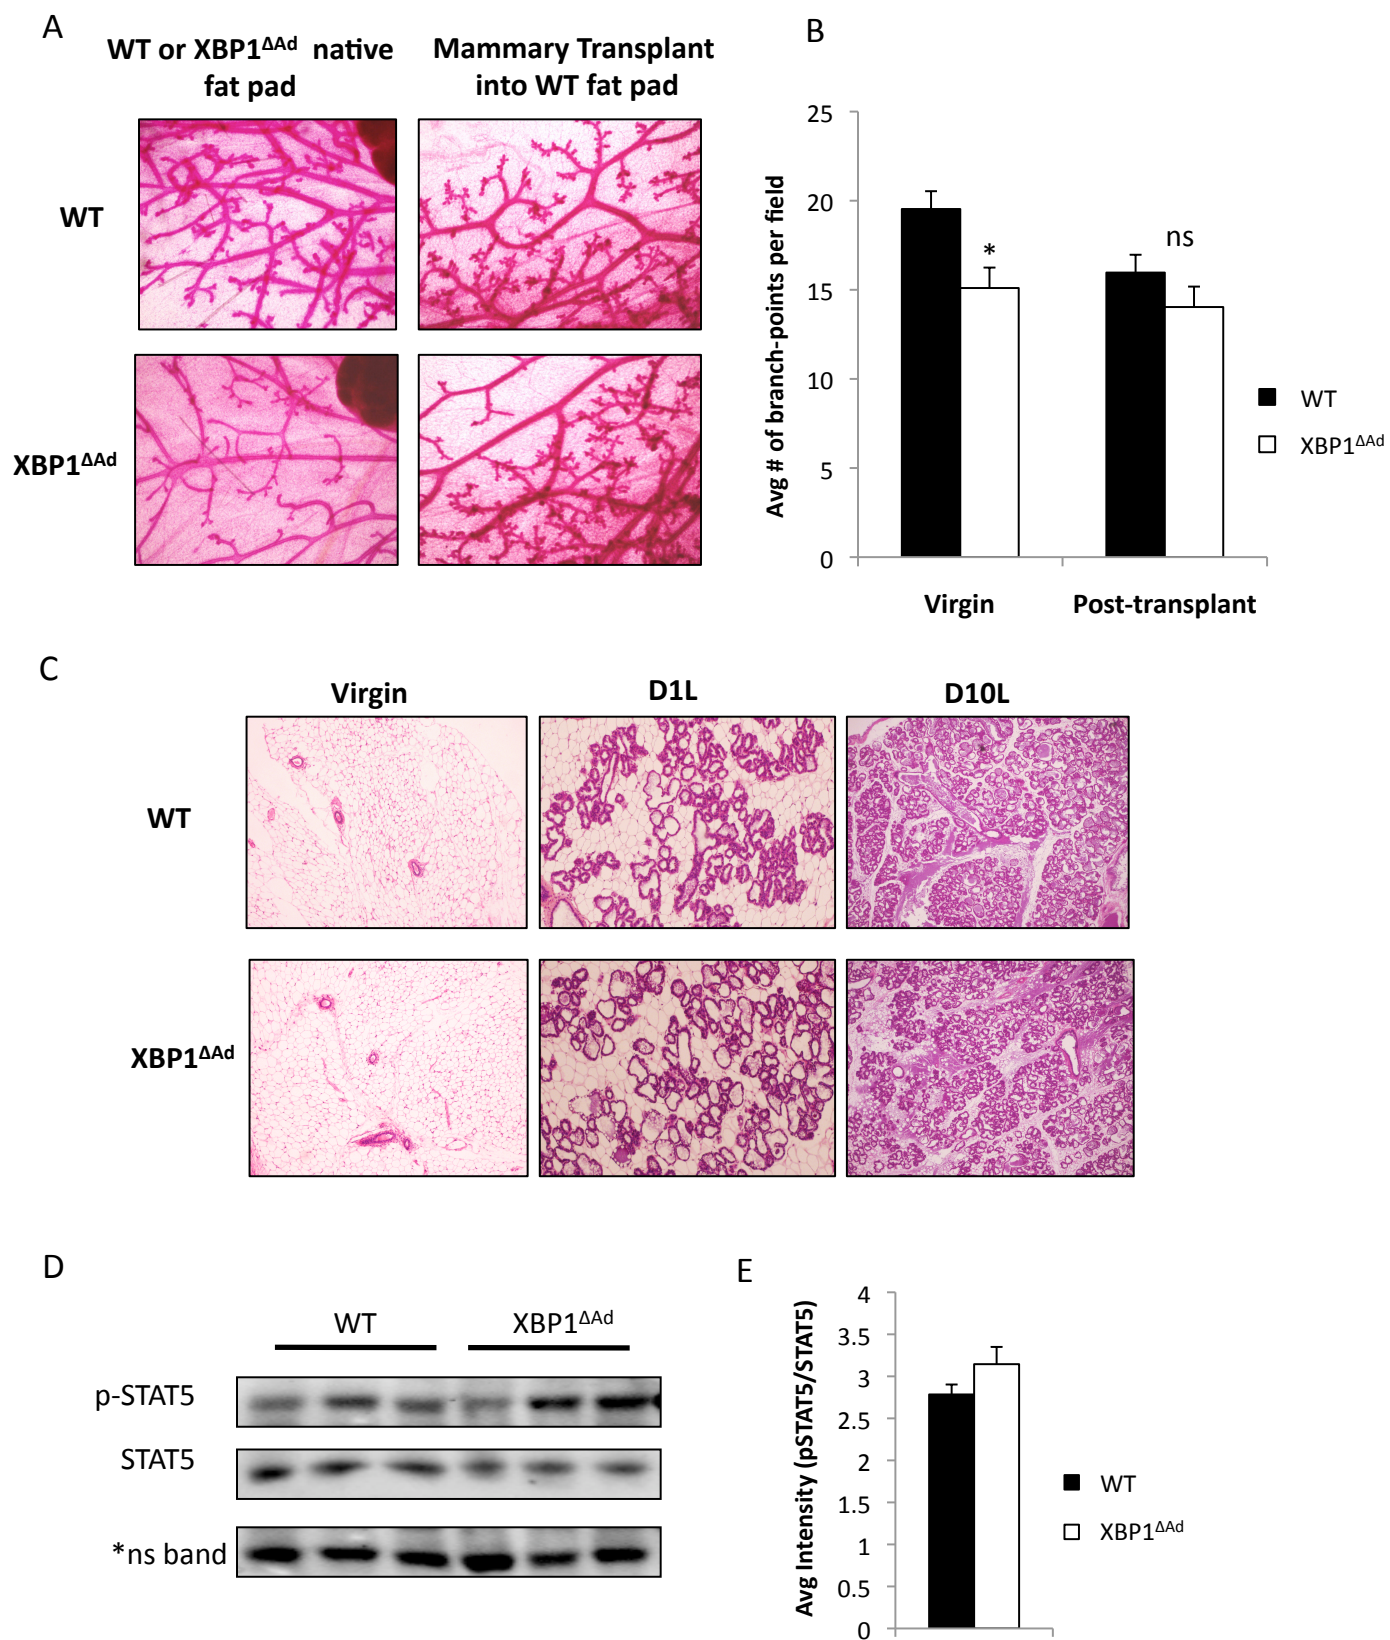 A
WT or XBP1ΔAd native
fat pad
Mammary Transplant
into WT fat pad
WT
XBP1ΔAd
B
Avg # of branch-points per field
25
20
15
10
5
0
*
ns
Virgin
Post-transplant
WT
XBP1ΔAd
C
Virgin
D1L
D10L
WT
XBP1ΔAd
D
WT
XBP1ΔAd
p-STAT5
STAT5
*ns band
E
Avg Intensity (pSTAT5/STAT5)
4
3.5
3
2.5
2
1.5
1
0.5
0
WT
XBP1ΔAd